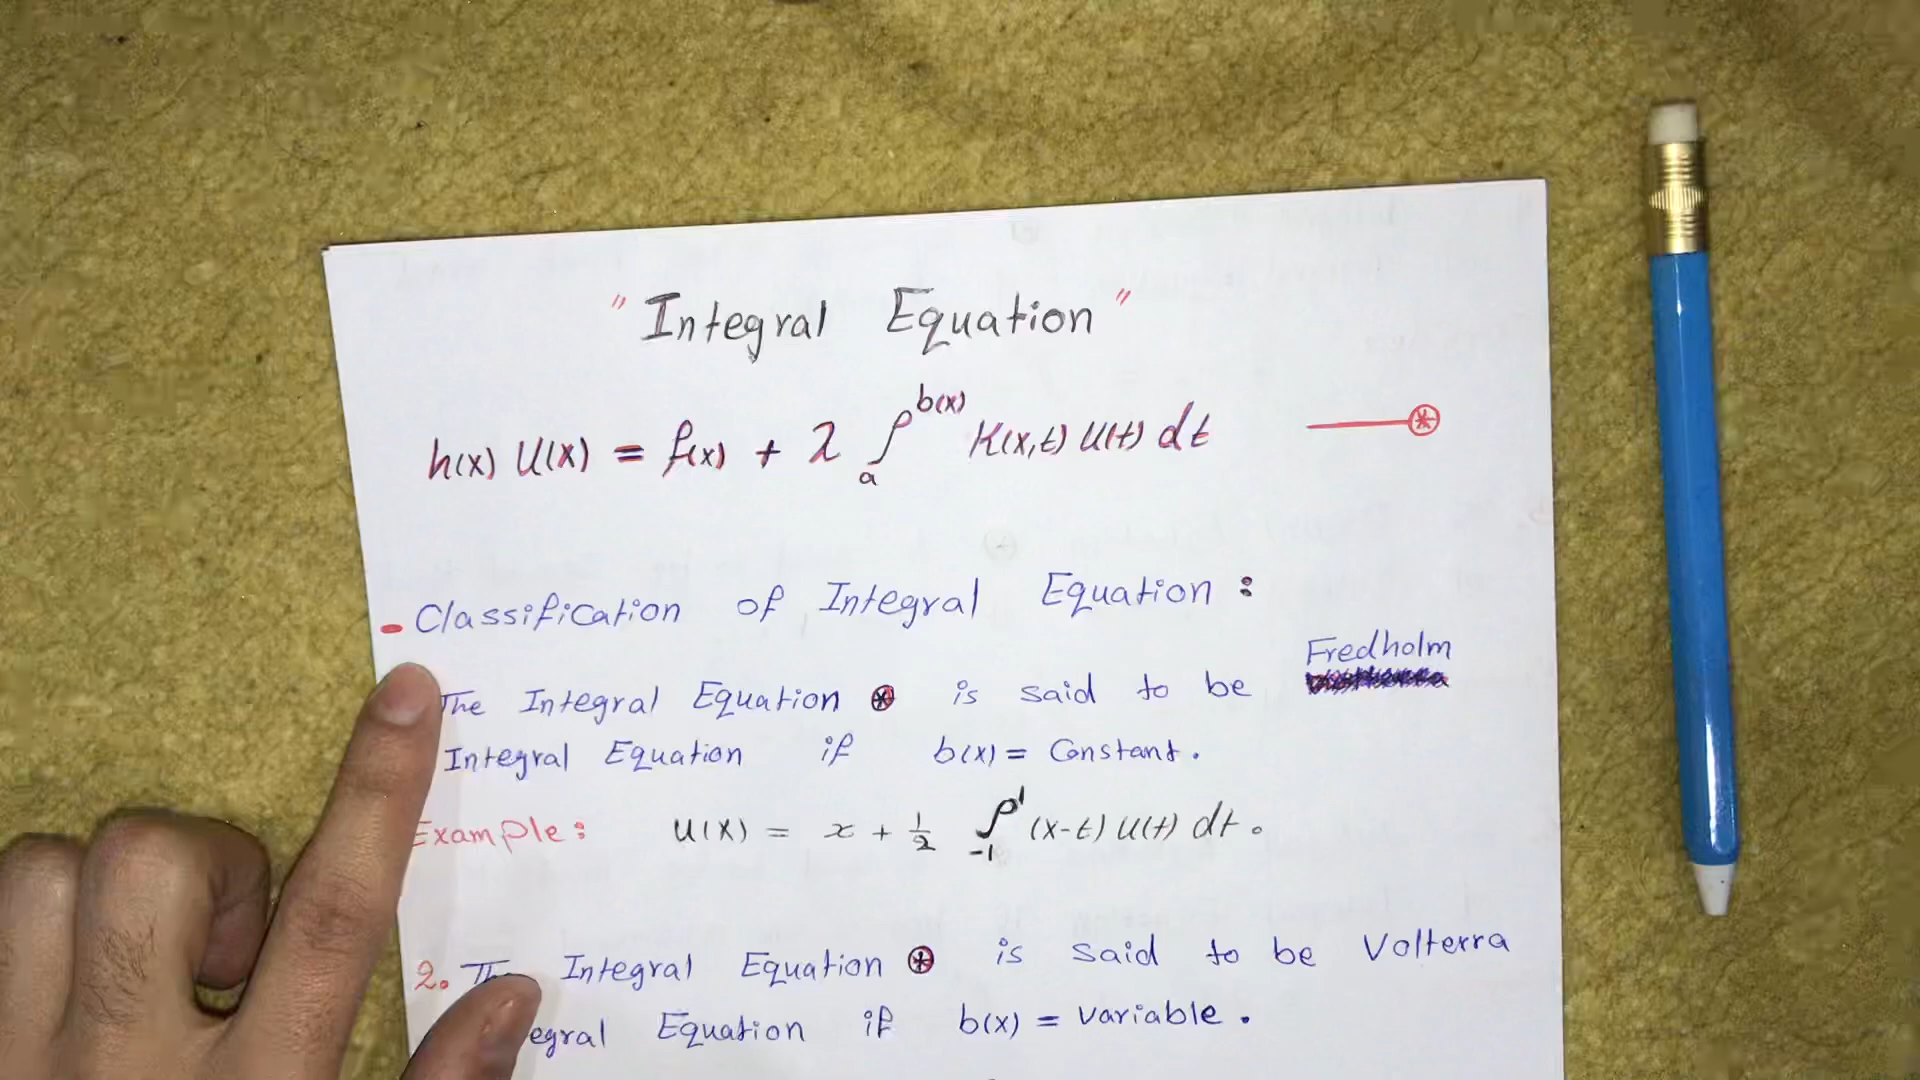 " Integral Equation "
h(x) u(x) = f(x) + λ ∫_a^{b(x)} K(x,t) u(t) dt —⊛
- Classification of Integral Equation :
Fredholm
The Integral Equation ⊛ is said to be
Integral Equation if b(x) = Constant .
Example : u(x) = x + 1/2 ∫_{-1}^{1} (x-t) u(t) dt .
2. The Integral Equation ⊛ is said to be Volterra
egral Equation if b(x) = variable .